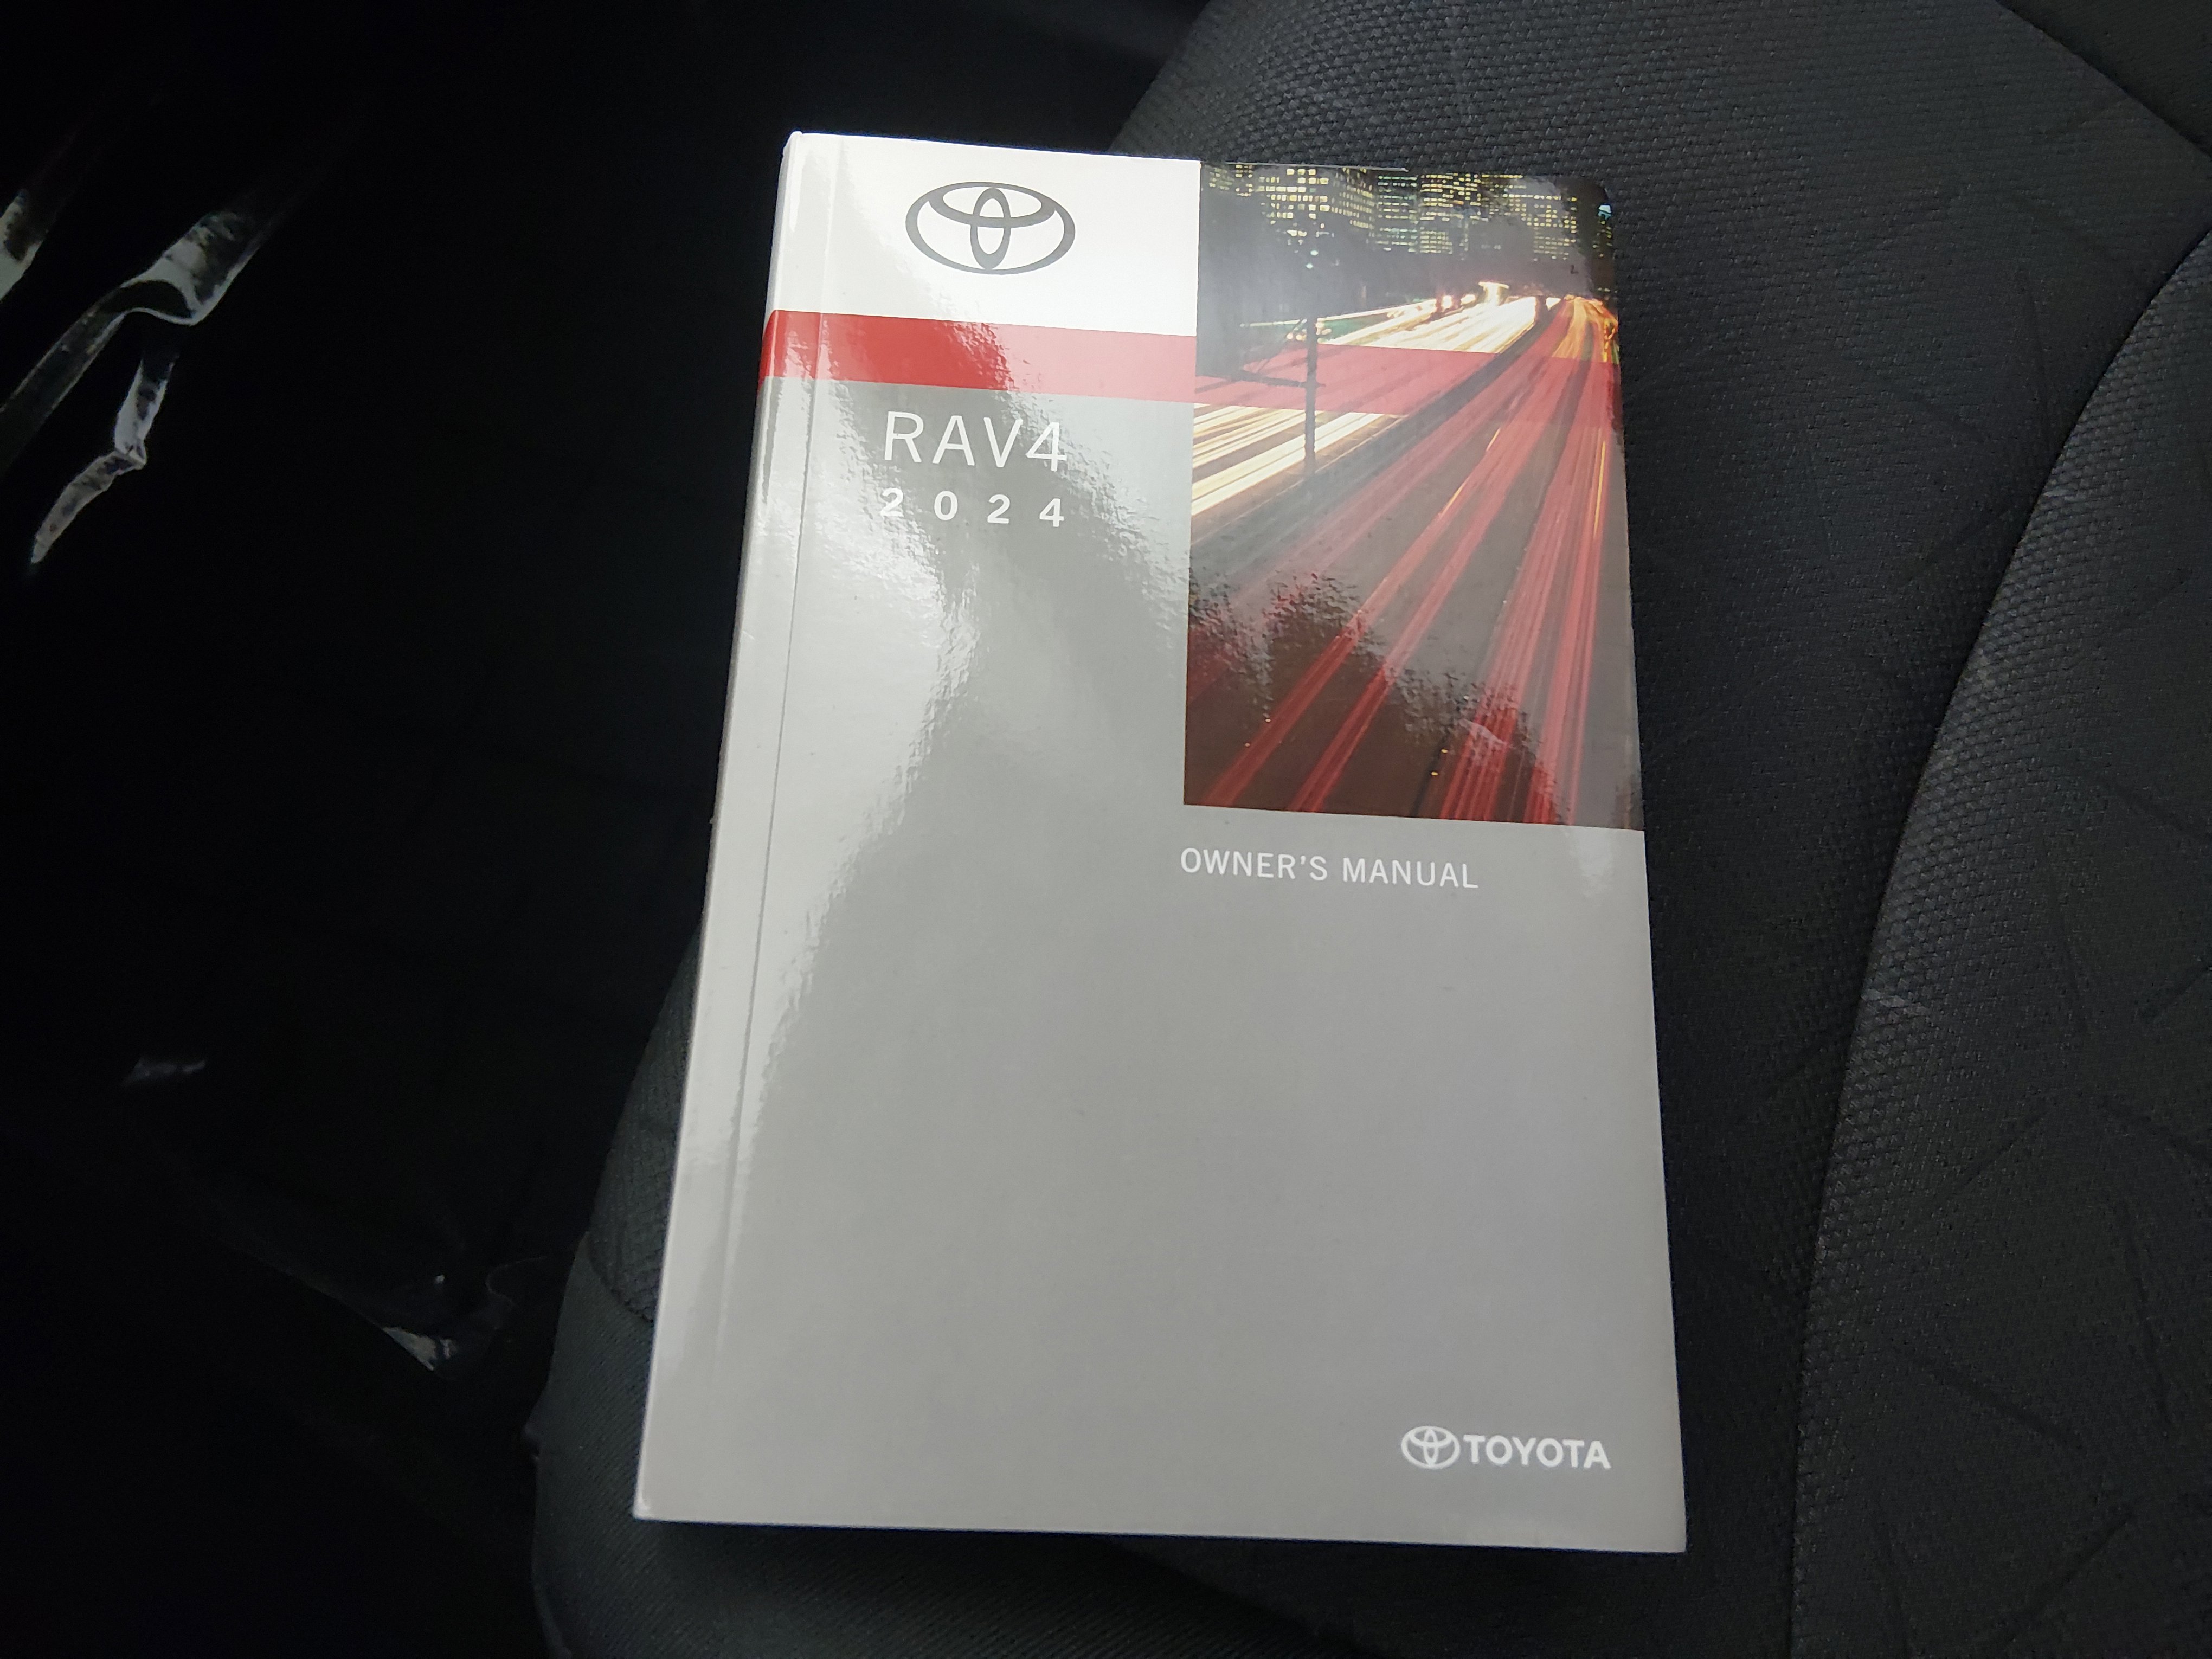 RAV4
2024
OWNER'S MANUAL
TOYOTA